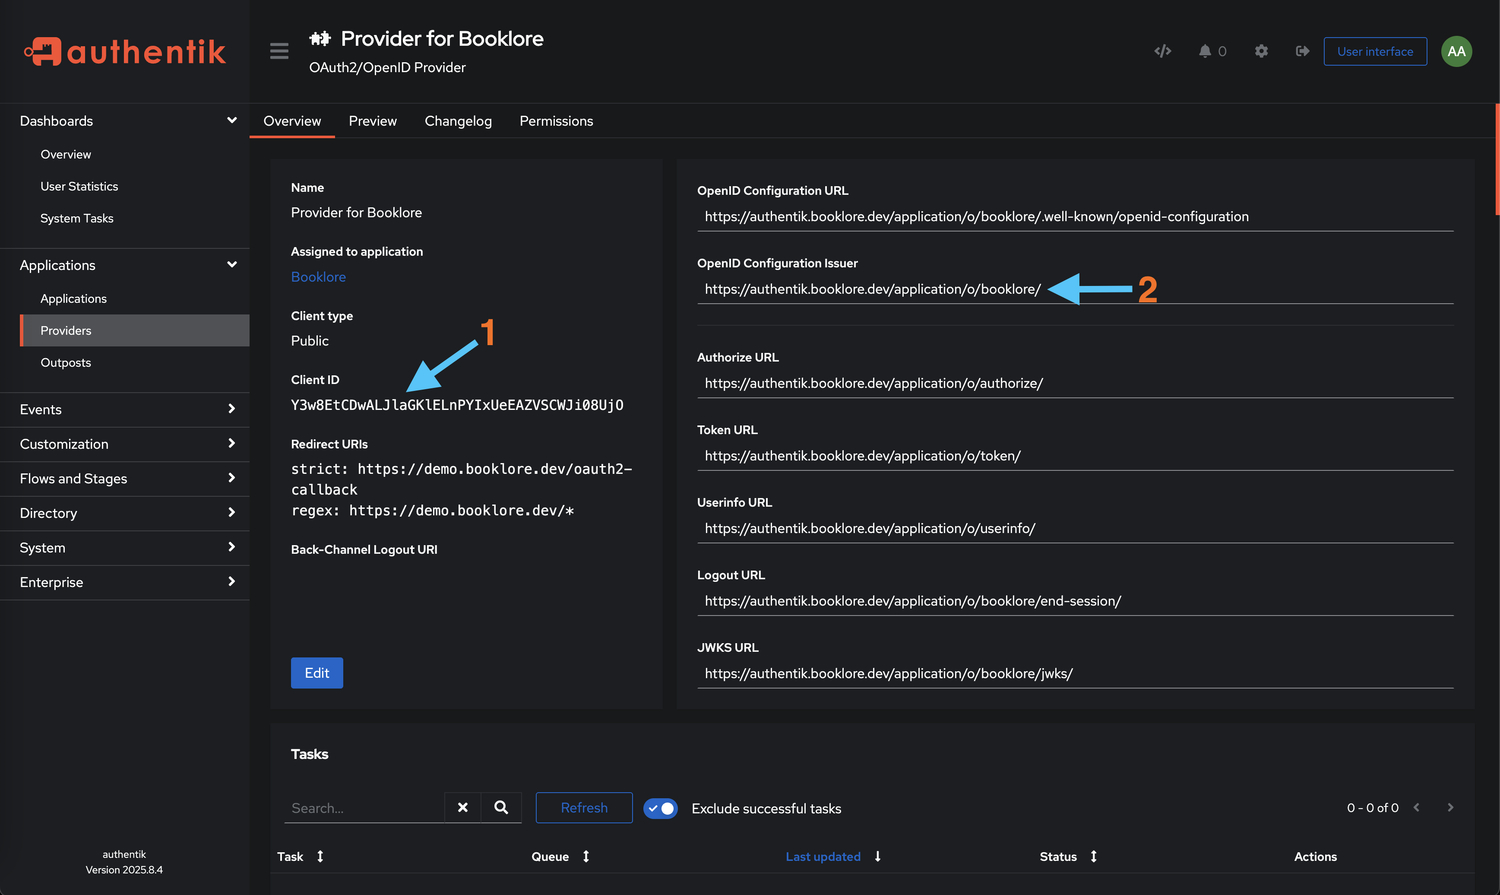 authentik
Provider for Booklore
OAuth2/OpenID Provider
0
User interface
AA
Dashboards
Overview
User Statistics
System Tasks
Applications
Applications
Providers
Outposts
Events
Customization
Flows and Stages
Directory
System
Enterprise
authentik
Version 2025.8.4
Overview
Preview
Changelog
Permissions
Name
Provider for Booklore
Assigned to application
Booklore
Client type
Public
1
Client ID
Y3w8EtCDwALJlaGKlELnPYIxUeEAZVSCWJi08UjO
Redirect URIs
strict: https://demo.booklore.dev/oauth2-
callback
regex: https://demo.booklore.dev/*
Back-Channel Logout URI
Edit
OpenID Configuration URL
https://authentik.booklore.dev/application/o/booklore/.well-known/openid-configuration
OpenID Configuration Issuer
https://authentik.booklore.dev/application/o/booklore/
2
Authorize URL
https://authentik.booklore.dev/application/o/authorize/
Token URL
https://authentik.booklore.dev/application/o/token/
Userinfo URL
https://authentik.booklore.dev/application/o/userinfo/
Logout URL
https://authentik.booklore.dev/application/o/booklore/end-session/
JWKS URL
https://authentik.booklore.dev/application/o/booklore/jwks/
Tasks
Search...
Refresh
Exclude successful tasks
0 - 0 of 0
Task
Queue
Last updated
Status
Actions